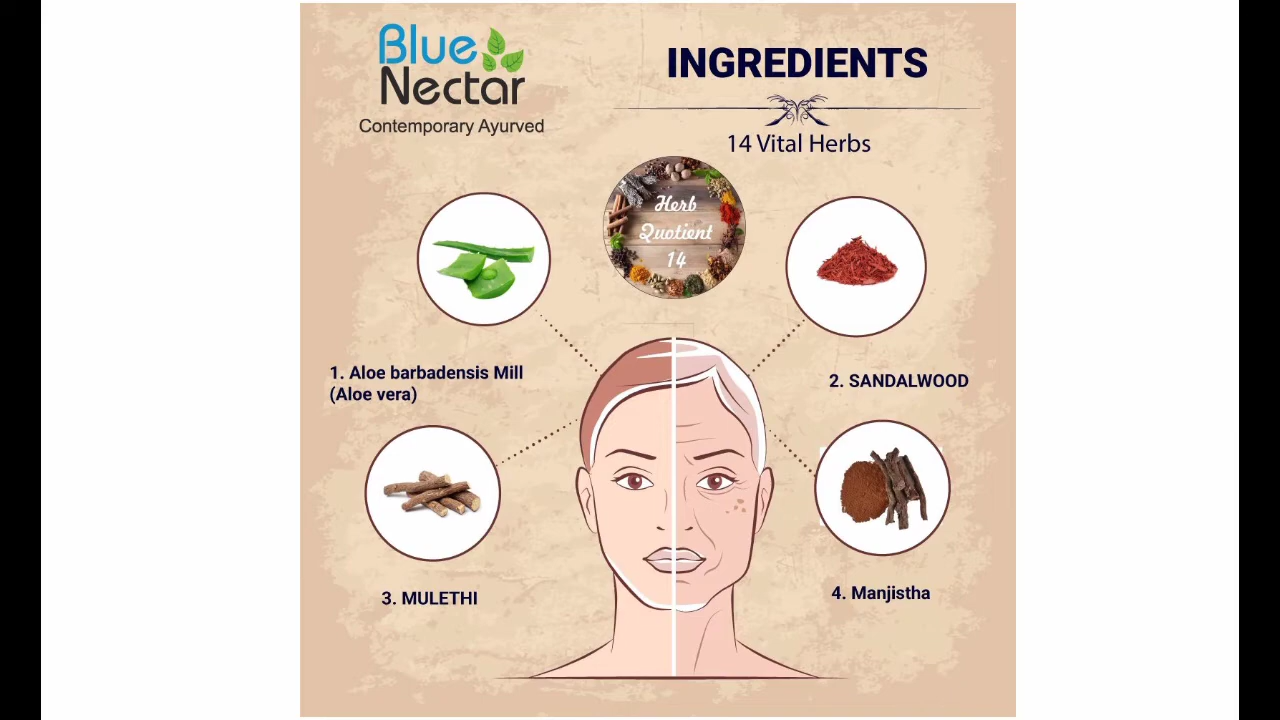 Blue
Nectar
Contemporary Ayurved
INGREDIENTS
14 Vital Herbs
Herb
Quotient
14
1. Aloe barbadensis Mill
(Aloe vera)
2. SANDALWOOD
3. MULETHI
4. Manjistha